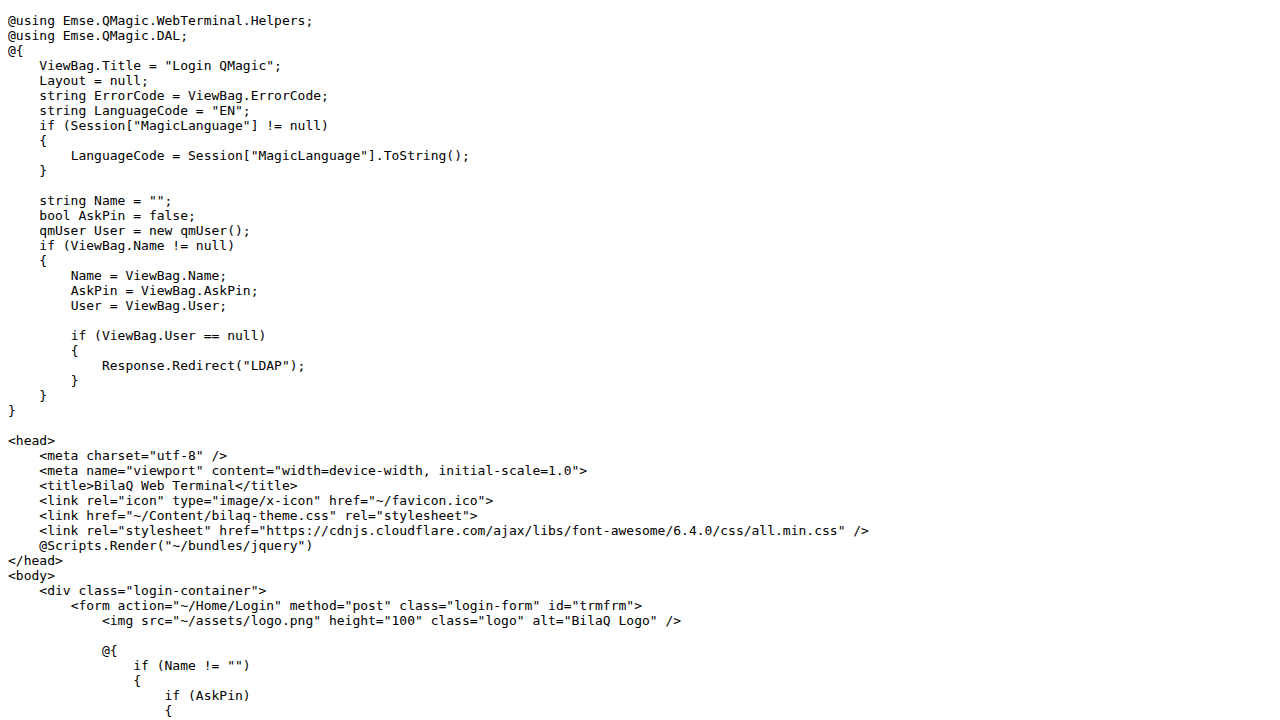 @using Emse.QMagic.WebTerminal.Helpers;
@using Emse.QMagic.DAL;
@{
    ViewBag.Title = "Login QMagic";
    Layout = null;
    string ErrorCode = ViewBag.ErrorCode;
    string LanguageCode = "EN";
    if (Session["MagicLanguage"] != null)
    {
        LanguageCode = Session["MagicLanguage"].ToString();
    }

    string Name = "";
    bool AskPin = false;
    qmUser User = new qmUser();
    if (ViewBag.Name != null)
    {
        Name = ViewBag.Name;
        AskPin = ViewBag.AskPin;
        User = ViewBag.User;

        if (ViewBag.User == null)
        {
            Response.Redirect("LDAP");
        }
    }
}

<head>
    <meta charset="utf-8" />
    <meta name="viewport" content="width=device-width, initial-scale=1.0">
    <title>BilaQ Web Terminal</title>
    <link rel="icon" type="image/x-icon" href="~/favicon.ico">
    <link href="~/Content/bilaq-theme.css" rel="stylesheet">
    <link rel="stylesheet" href="https://cdnjs.cloudflare.com/ajax/libs/font-awesome/6.4.0/css/all.min.css" />
    @Scripts.Render("~/bundles/jquery")
</head>
<body>
    <div class="login-container">
        <form action="~/Home/Login" method="post" class="login-form" id="trmfrm">
            <img src="~/assets/logo.png" height="100" class="logo" alt="BilaQ Logo" />

            @{
                if (Name != "")
                {
                    if (AskPin)
                    {